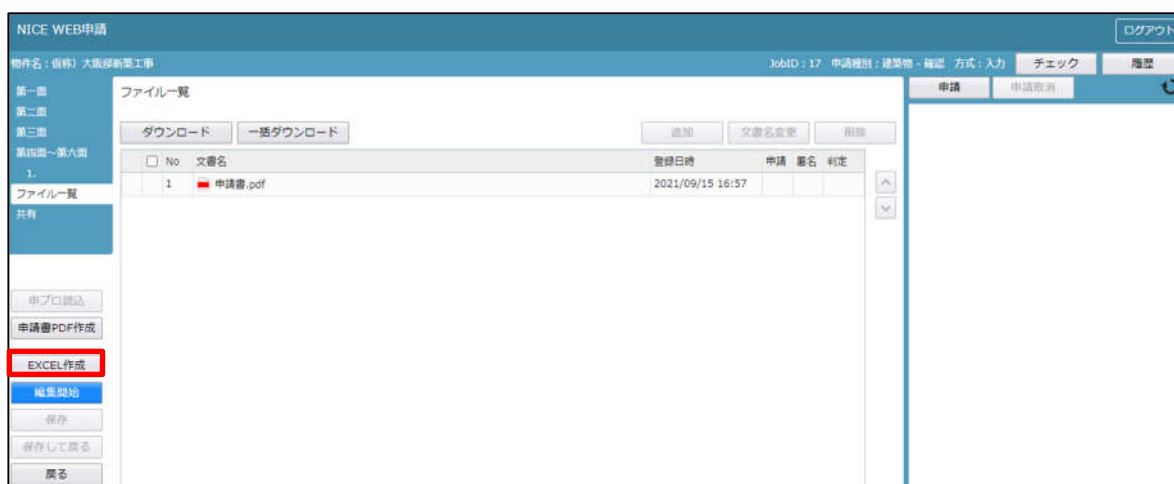 NICE WEB申請
ログアウト
物件名：仮称）大阪邸新築工事
JobID：17 申請種別：建築物 - 確認 方式：入力
チェック
履歴
第一面
第二面
第三面
第四面～第六面
1.
ファイル一覧
共有
ファイル一覧
申請
申請取消
ダウンロード
一括ダウンロード
追加
文書名変更
削除
No 文書名 登録日時 申請 署名 判定
1 申請書.pdf 2021/09/15 16:57
申プロ読込
申請書PDF作成
EXCEL作成
編集開始
保存
保存して戻る
戻る